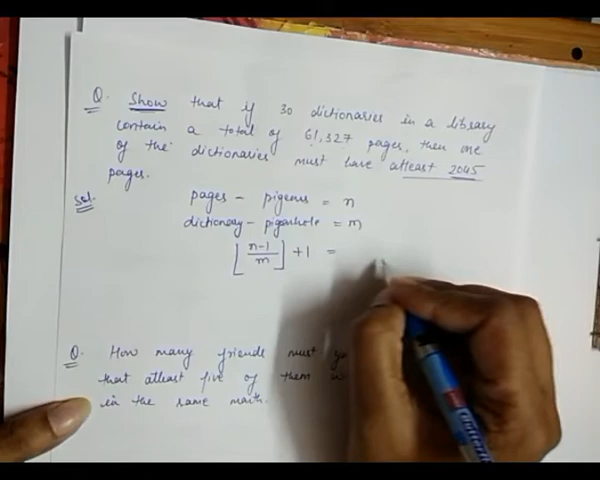 Q. Show that if 30 dictionaries in a library
contain a total of 61,327 pages, then one
of the dictionaries must have atleast 2045
pages.
Sol. pages - pigeons = n
dictionary - pigeonhole = m
⌊(n-1)/m⌋ + 1 =
Q. How many friends must
that atleast five of them
in the same month.